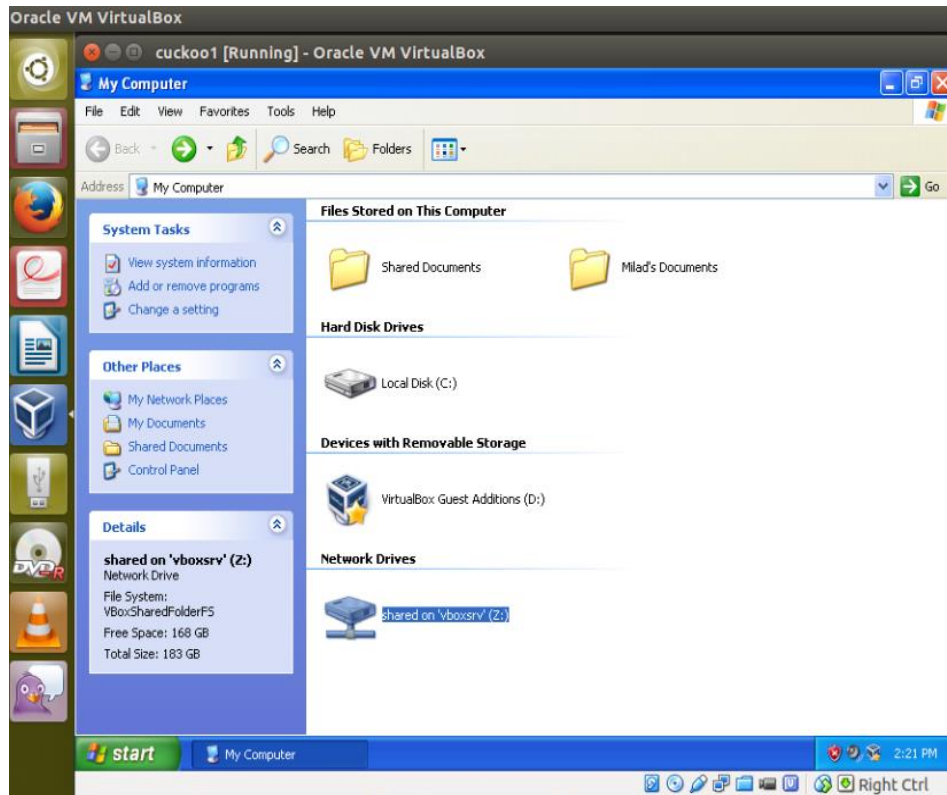 Oracle VM VirtualBox
cuckoo1 [Running] - Oracle VM VirtualBox
My Computer
File Edit View Favorites Tools Help
Back Search Folders
Address My Computer Go
System Tasks
View system information
Add or remove programs
Change a setting
Other Places
My Network Places
My Documents
Shared Documents
Control Panel
Details
shared on 'vboxsrv' (Z:)
Network Drive
File System:
VBoxSharedFolderFS
Free Space: 168 GB
Total Size: 183 GB
Files Stored on This Computer
Shared Documents
Milad's Documents
Hard Disk Drives
Local Disk (C:)
Devices with Removable Storage
VirtualBox Guest Additions (D:)
Network Drives
shared on 'vboxsrv' (Z:)
DVD-R
start My Computer 2:21 PM
Right Ctrl